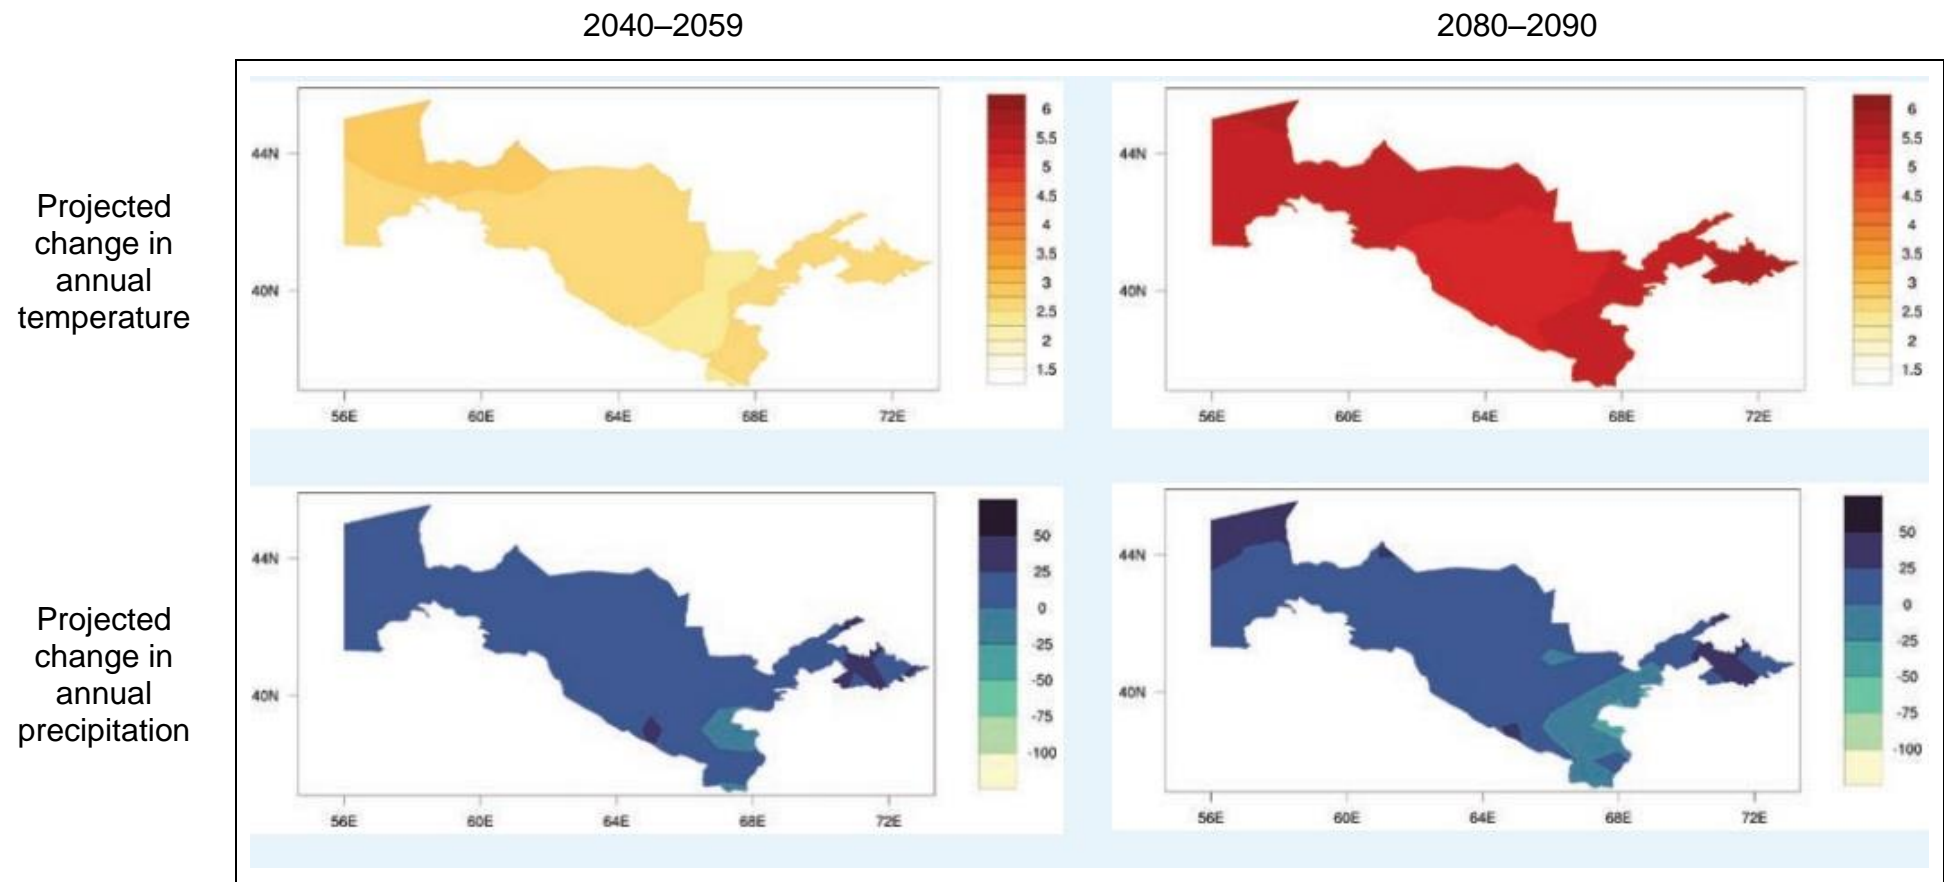 2040–2059
2080–2090
Projected
change in
annual
temperature
44N
40N
56E
60E
64E
68E
72E
6
5.5
5
4.5
4
3.5
3
2.5
2
1.5
44N
40N
56E
60E
64E
68E
72E
6
5.5
5
4.5
4
3.5
3
2.5
2
1.5
Projected
change in
annual
precipitation
44N
40N
56E
60E
64E
68E
72E
50
25
0
-25
-50
-75
-100
44N
40N
56E
60E
64E
68E
72E
50
25
0
-25
-50
-75
-100